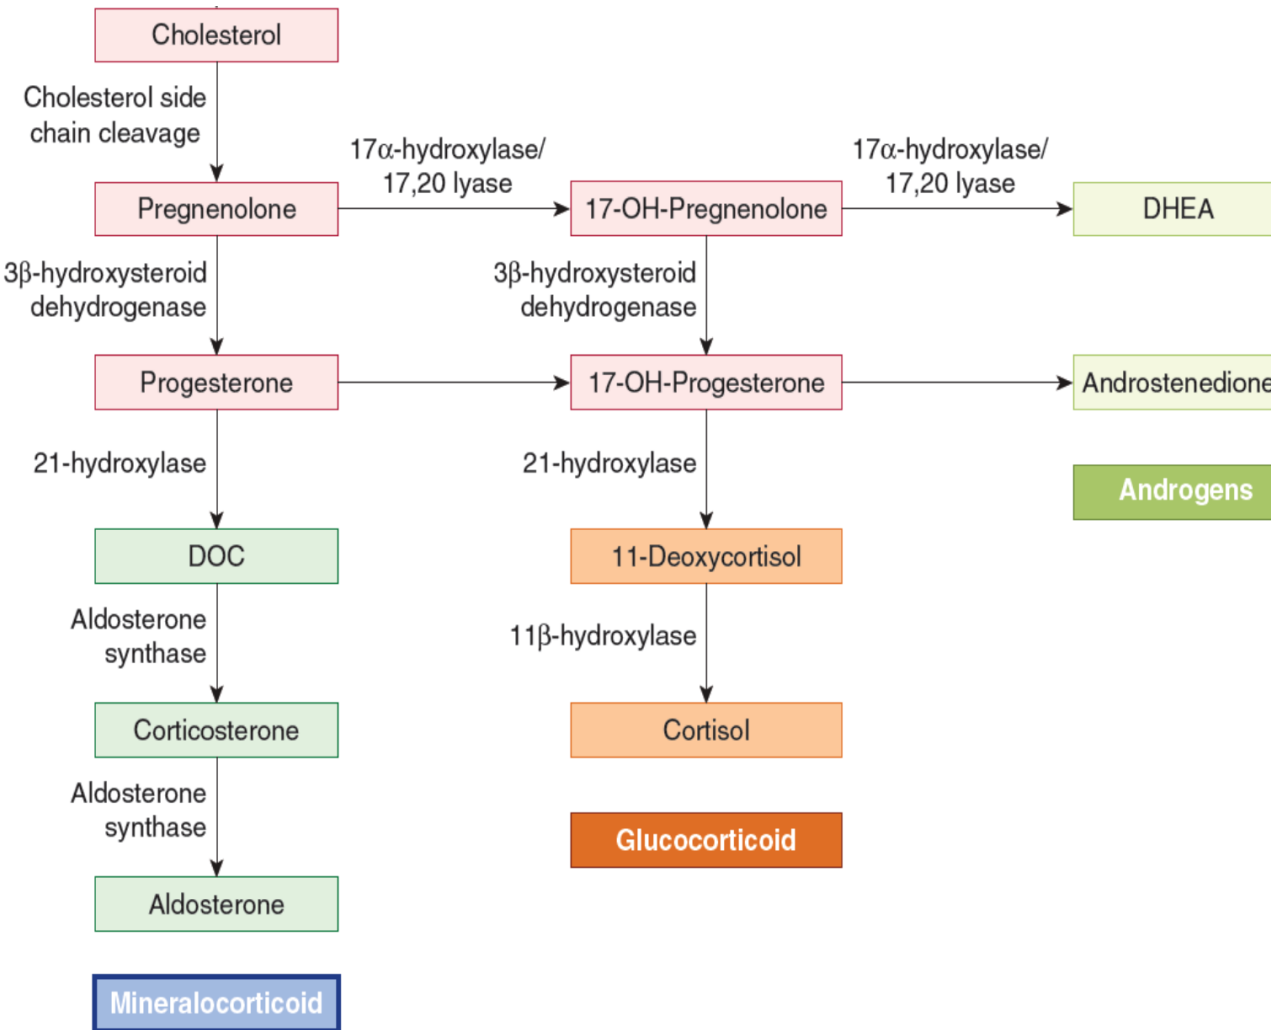 Cholesterol
Cholesterol side
chain cleavage
17α-hydroxylase/
17,20 lyase
17α-hydroxylase/
17,20 lyase
Pregnenolone
17-OH-Pregnenolone
DHEA
3β-hydroxysteroid
dehydrogenase
3β-hydroxysteroid
dehydrogenase
Progesterone
17-OH-Progesterone
Androstenedione
21-hydroxylase
21-hydroxylase
Androgens
DOC
11-Deoxycortisol
Aldosterone
synthase
11β-hydroxylase
Corticosterone
Cortisol
Aldosterone
synthase
Glucocorticoid
Aldosterone
Mineralocorticoid